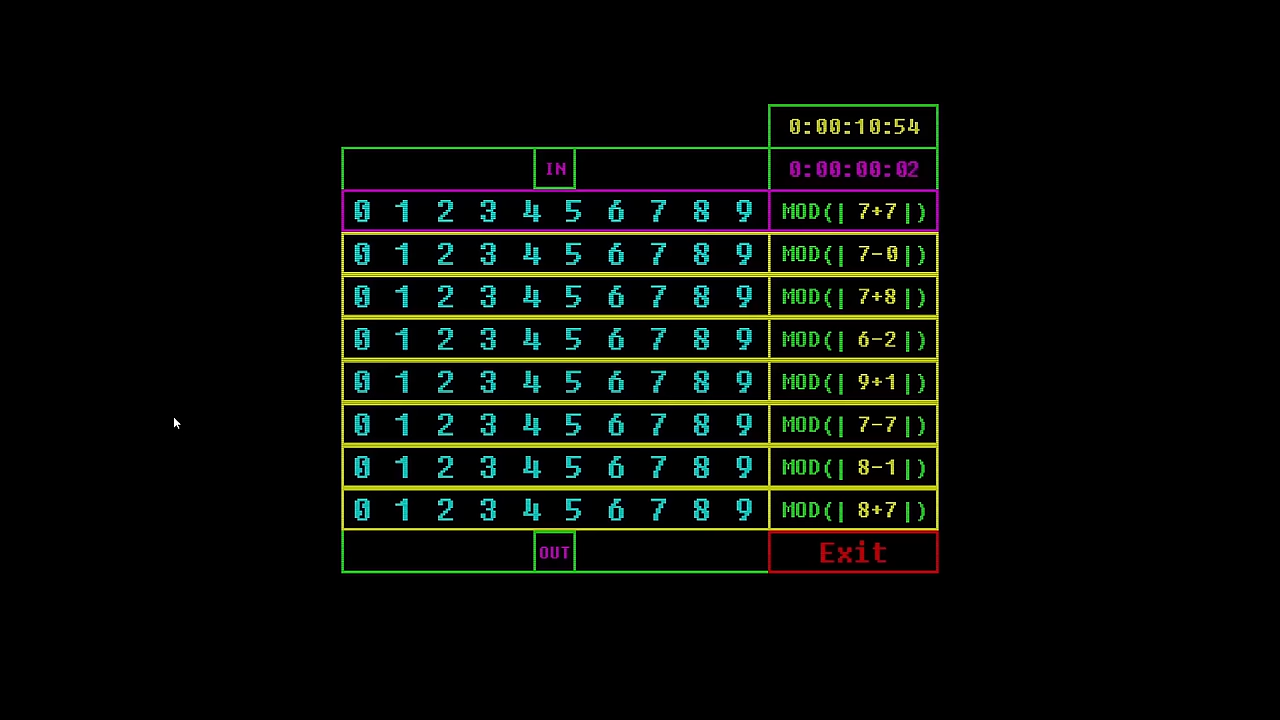 0:00:10:54
IN 0:00:00:02
0 1 2 3 4 5 6 7 8 9 MOD(| 7+7|)
0 1 2 3 4 5 6 7 8 9 MOD(| 7-0|)
0 1 2 3 4 5 6 7 8 9 MOD(| 7+8|)
0 1 2 3 4 5 6 7 8 9 MOD(| 6-2|)
0 1 2 3 4 5 6 7 8 9 MOD(| 9+1|)
0 1 2 3 4 5 6 7 8 9 MOD(| 7-7|)
0 1 2 3 4 5 6 7 8 9 MOD(| 8-1|)
0 1 2 3 4 5 6 7 8 9 MOD(| 8+7|)
OUT Exit